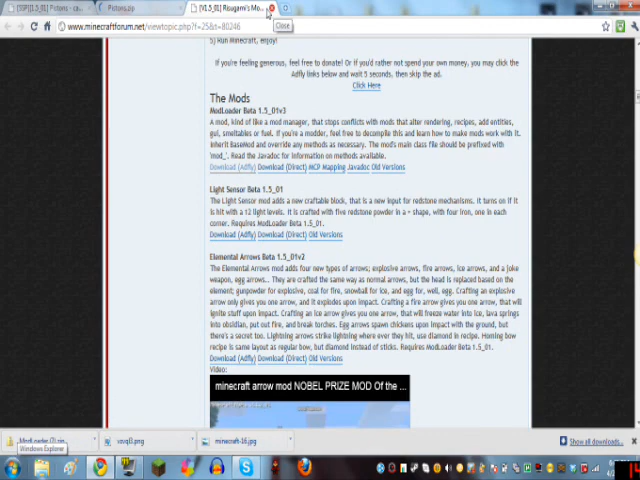 [1.5_01] Pistons - ca...
Pistons.zip
[V1.5_01] Risugami's Mo...
www.minecraftforum.net/viewtopic.php?f=25&t=80246
Close
5) Run Minecraft, enjoy!
If you're feeling generous, feel free to donate! Or if you'd rather not spend your own money, you may click the
Adfly links below and wait 5 seconds, then skip the ad.
Click Here
The Mods
ModLoader Beta 1.5_01v3
A mod, kind of like a mod manager, that stops conflicts with mods that alter rendering, recipes, add entities,
gui, smeltables or fuel. If you're a modder, feel free to decompile this and learn how to make mods work with it.
Inherit BaseMod and override any methods as necessary. The mod's main class file should be prefixed with
'mod_'. Read the Javadoc for information on methods available.
Download (Adfly) Download (Direct) MCP Mapping Javadoc Old Versions
Light Sensor Beta 1.5_01
The Light Sensor mod adds a new craftable block, that is a new input for redstone mechanisms. It turns on if it
is hit with a 12 light levels. It is crafted with five redstone powder in a + shape, with four iron, one in each
corner. Requires ModLoader Beta 1.5_01.
Download (Adfly) Download (Direct) Old Versions
Elemental Arrows Beta 1.5_01v2
The Elemental Arrows mod adds four new types of arrows; explosive arrows, fire arrows, ice arrows, and a joke
weapon, egg arrows... They are crafted the same way as normal arrows, but the head is replaced based on the
element; gunpowder for explosive, coal for fire, snowball for ice, and egg for, well, egg. Crafting an explosive
arrow only gives you one arrow, and it explodes upon impact. Crafting a fire arrow gives you one arrow, that will
ignite stuff upon impact. Crafting an ice arrow gives you one arrow, that will freeze water into ice, lava springs
into obsidian, put out fire, and break torches. Egg arrows spawn chickens upon impact with the ground, but
there's a secret too. Lightning arrows strike lightning where ever they hit, use diamond in recipe. Homing bow
recipe is same layout as regular bow, but diamond instead of sticks. Requires ModLoader Beta 1.5_01.
Download (Adfly) Download (Direct) Old Versions
Video:
minecraft arrow mod NOBEL PRIZE MOD Of the ...
ModLoader (2).zip
minecraft-16.jpg
Show all downloads...
Windows Explorer